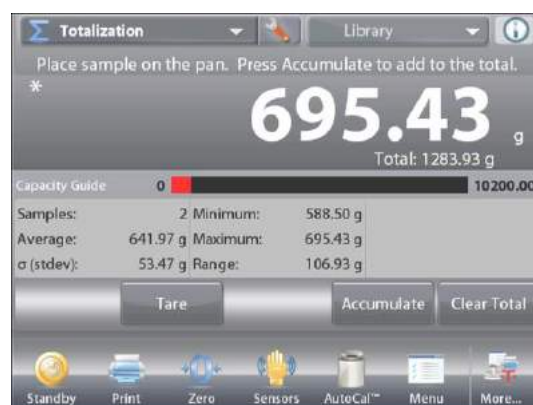 Σ Totalization Library
Place sample on the pan. Press Accumulate to add to the total.
*
695.43 g
Total: 1283.93 g
Capacity Guide 0 10200.00
Samples: 2 Minimum: 588.50 g
Average: 641.97 g Maximum: 695.43 g
σ (stdev): 53.47 g Range: 106.93 g
Tare Accumulate Clear Total
Standby Print Zero Sensors AutoCal™ Menu More...